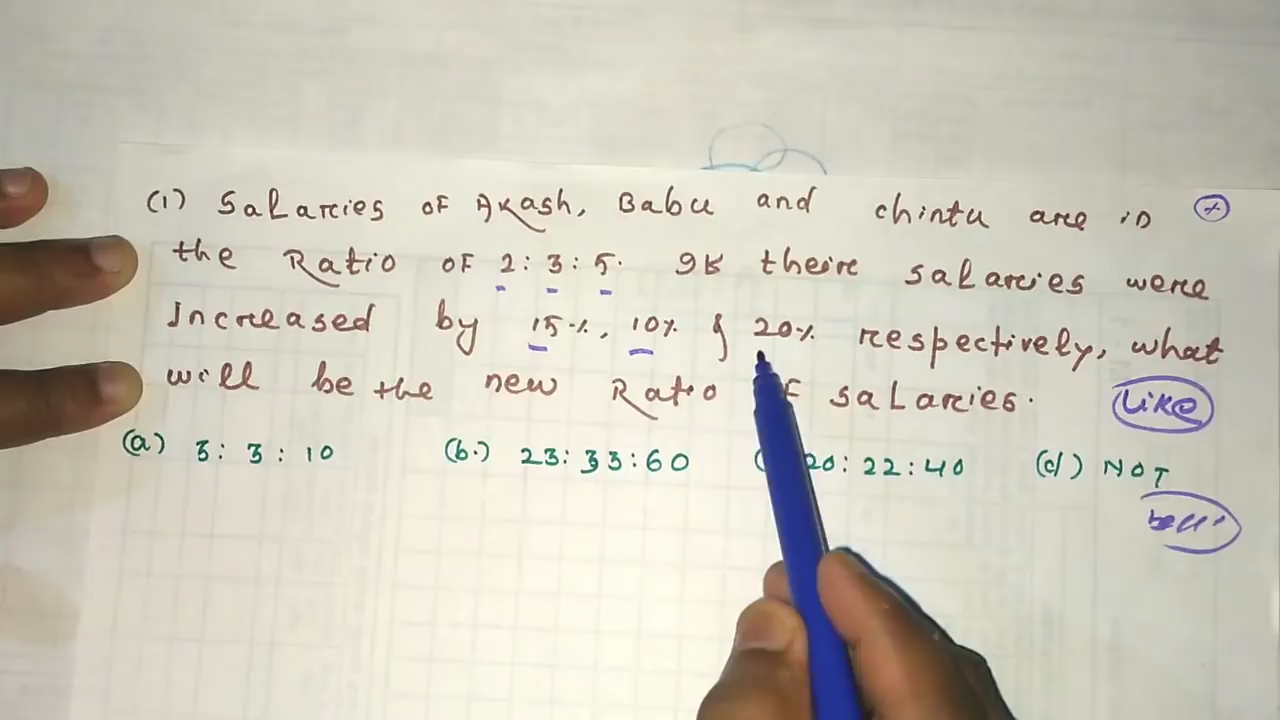 (1) Salaries of Akash, Babu and chintu are in +
the Ratio of 2:3:5. If theire salaries were
increased by 15%, 10% & 20% respectively, what
will be the new Ratio salaries.
Like
(a) 3:3:10 (b.) 23:33:60 20:22:40 (d) NOT